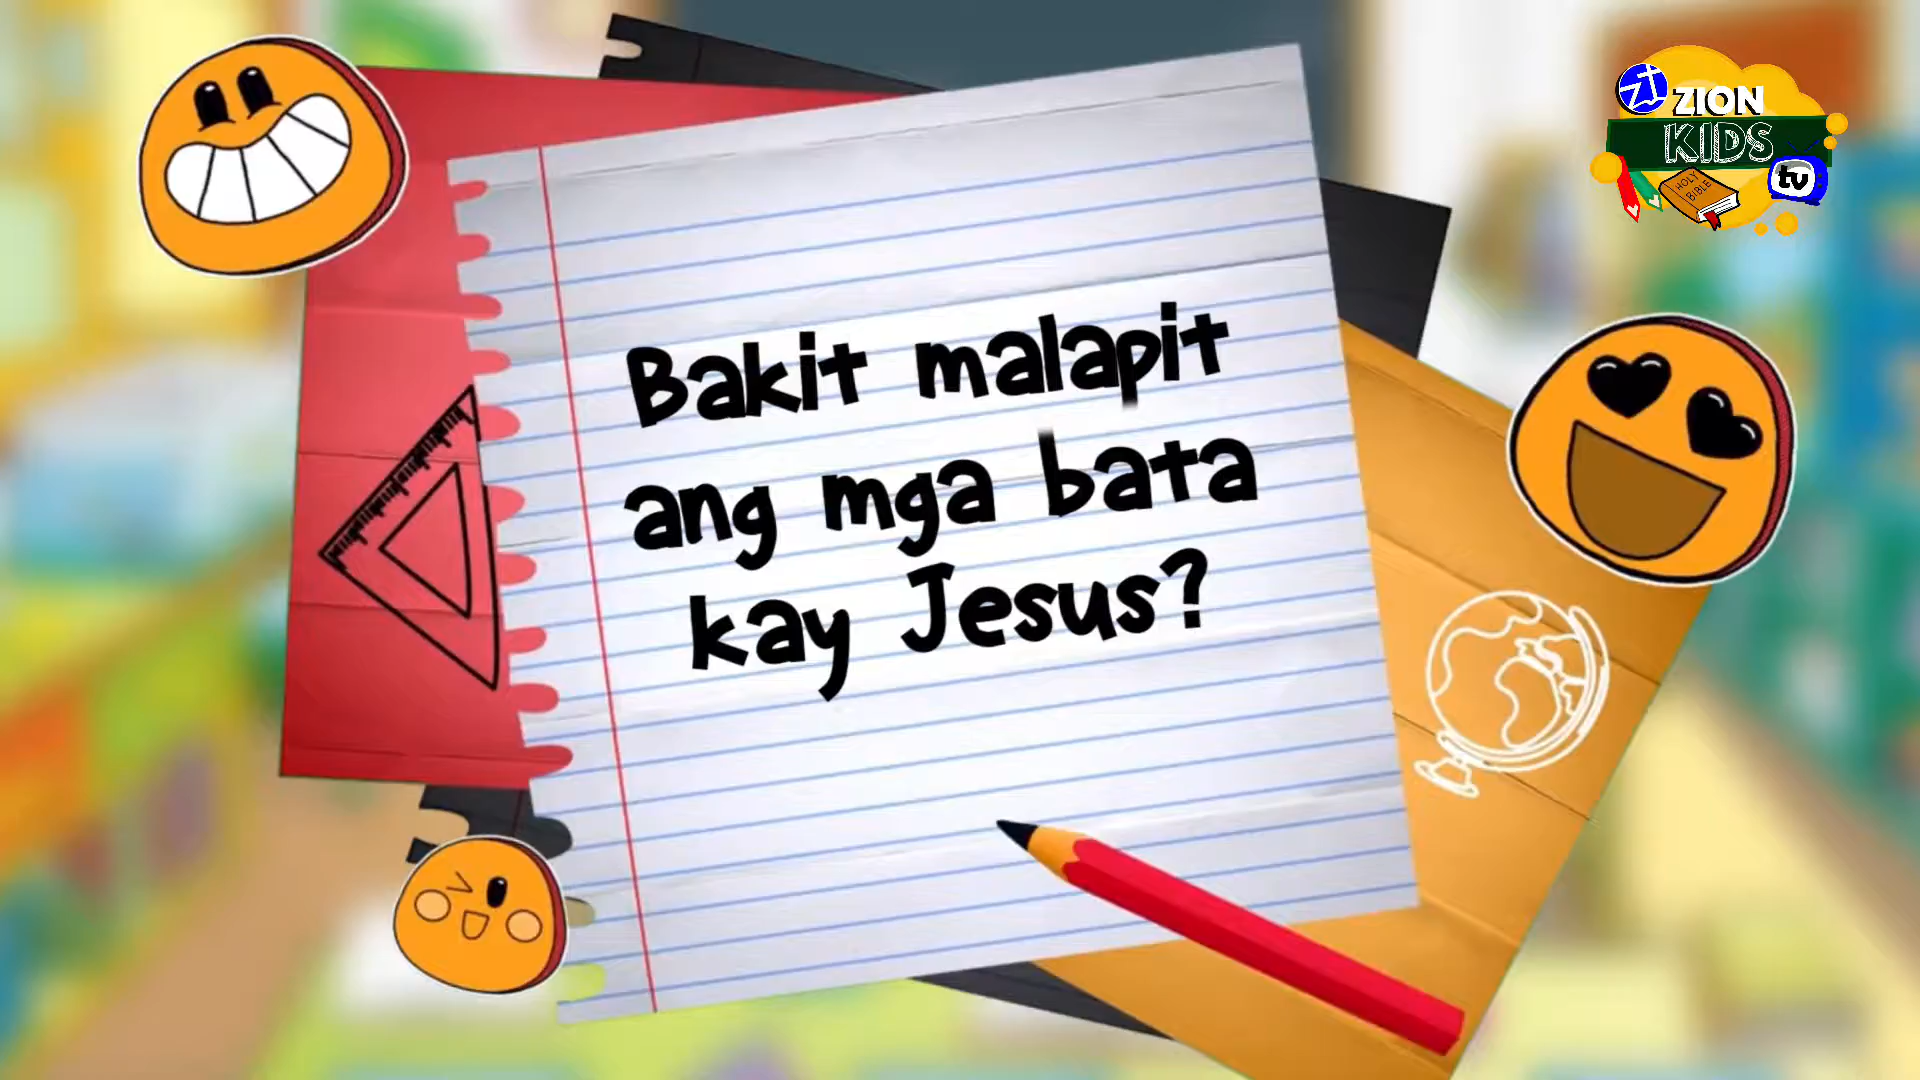 ZION
KIDS
HOLY
BIBLE
tv
Bakit malapit
ang mga bata
kay Jesus?